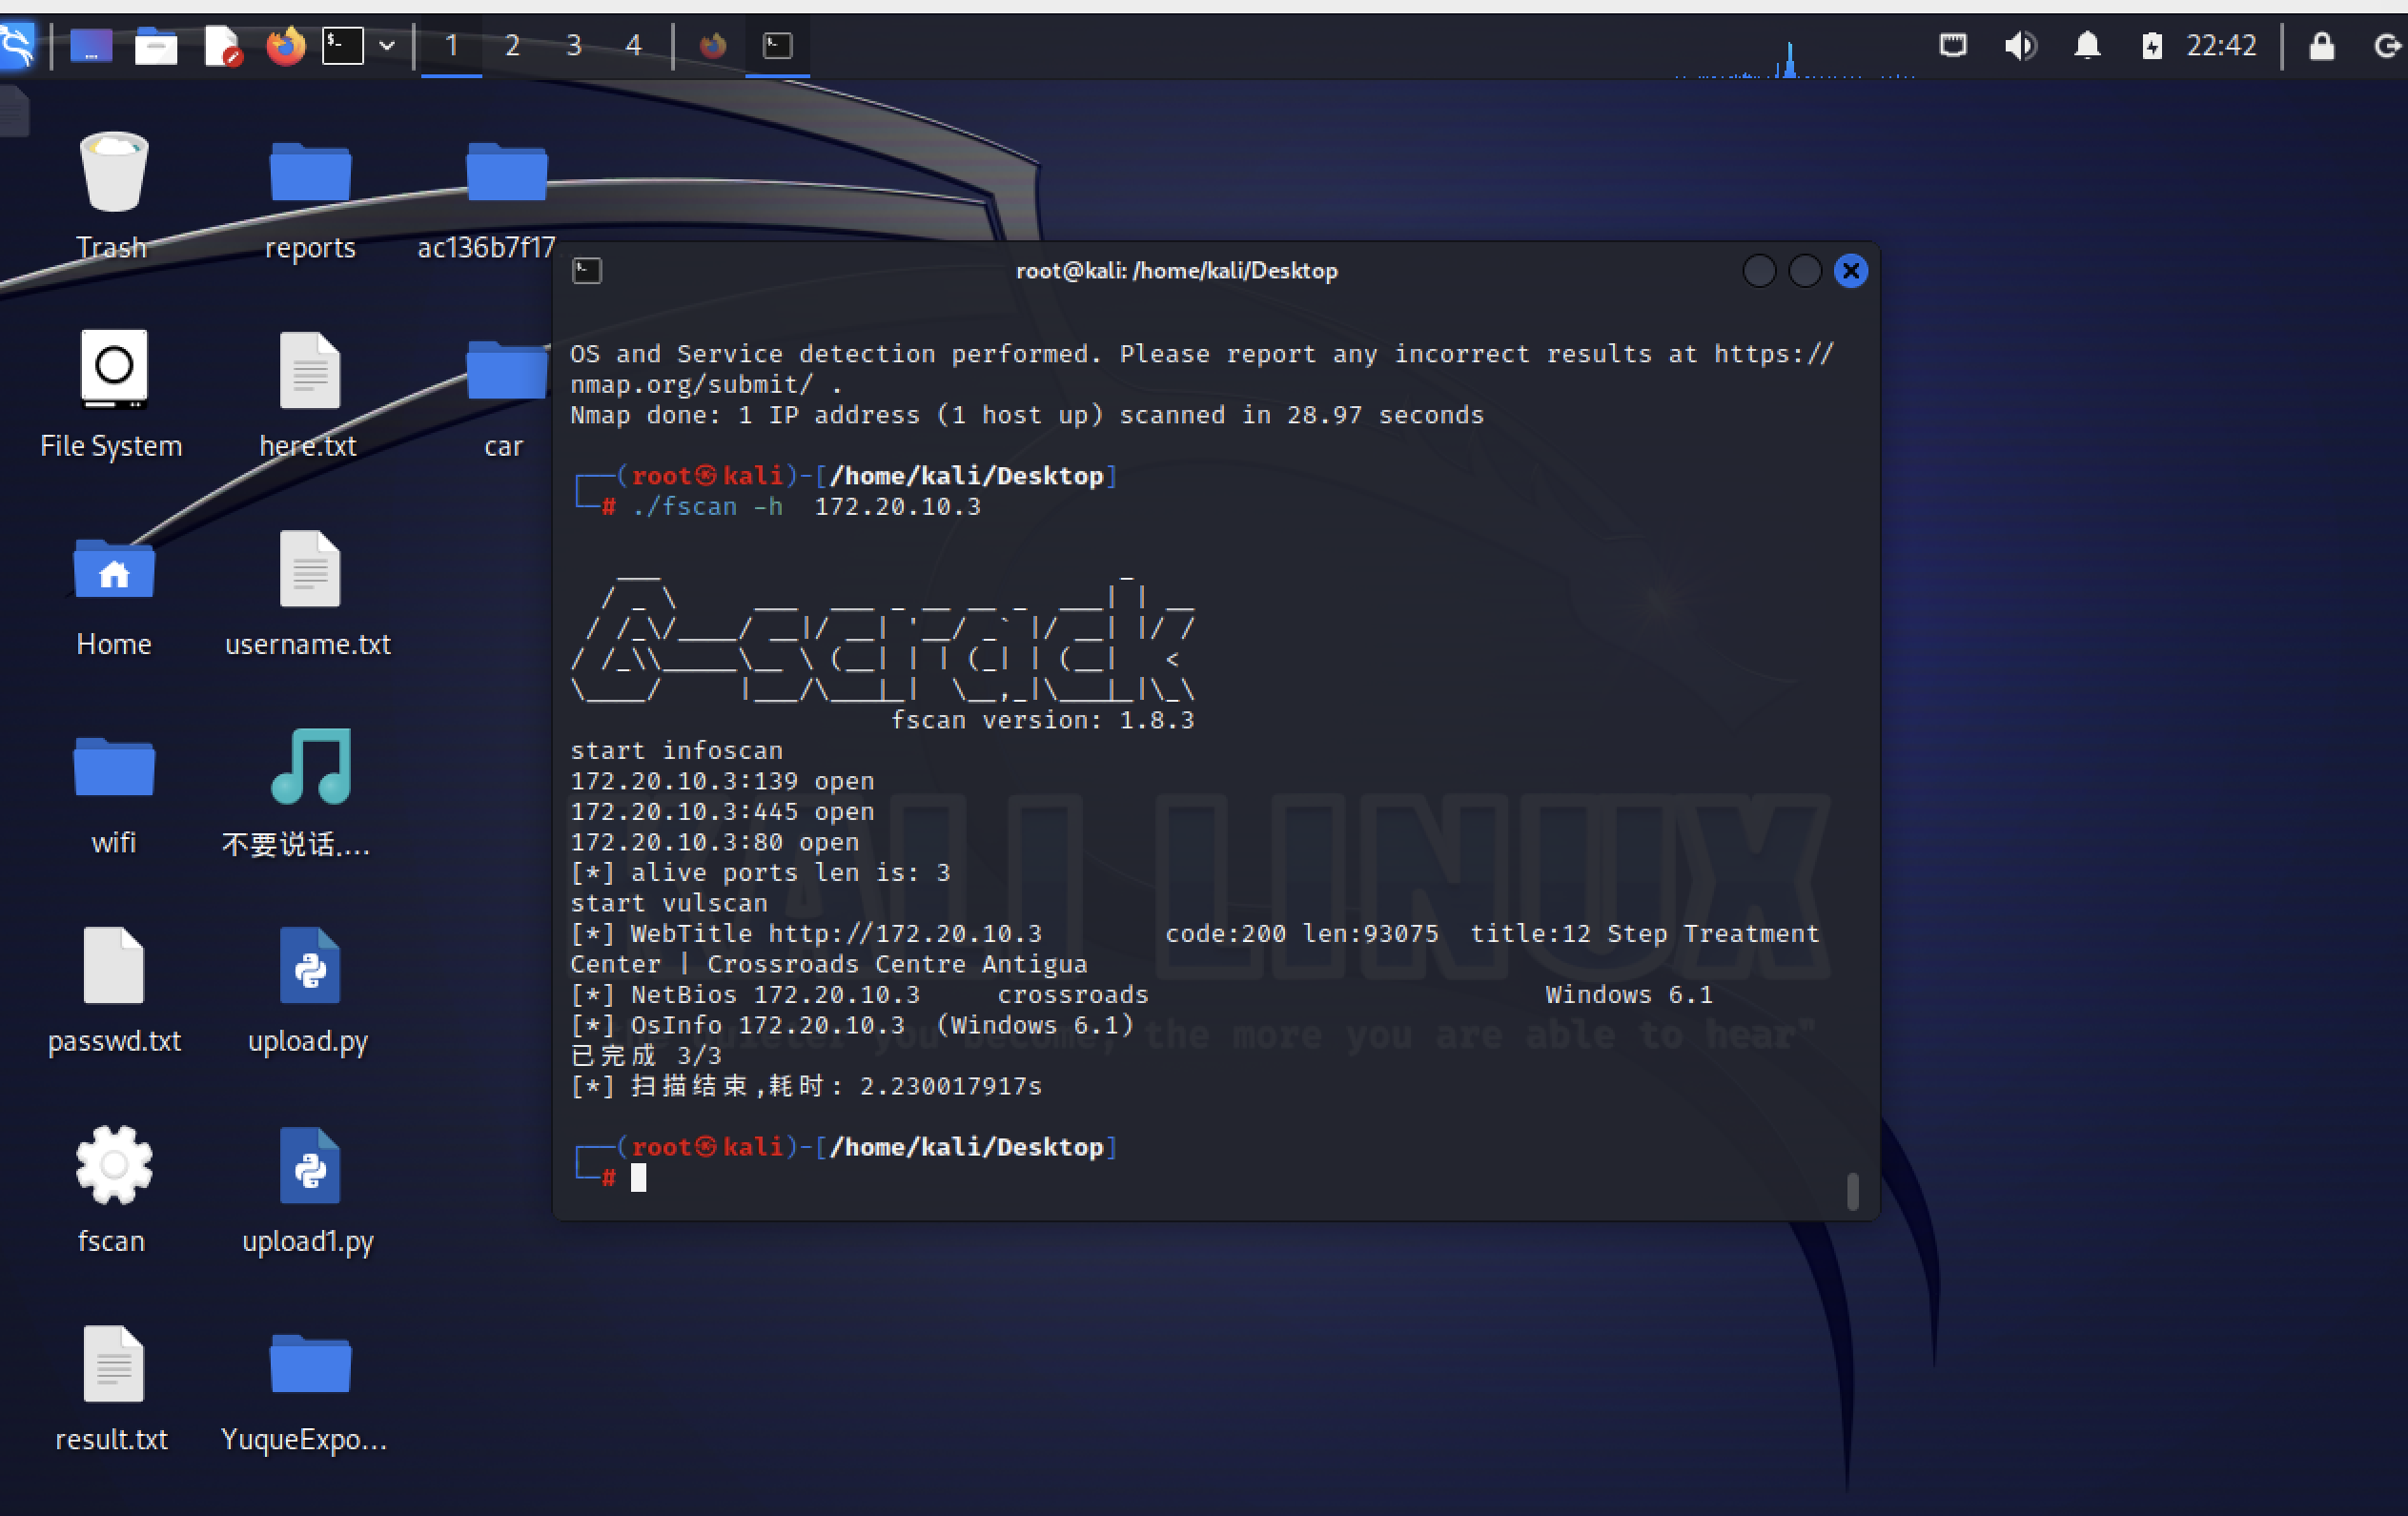 1 2 3 4
22:42
Trash
reports
ac136b7f17
File System
here.txt
car
Home
username.txt
wifi
不要说话....
passwd.txt
upload.py
fscan
upload1.py
result.txt
YuqueExpo...
root@kali: /home/kali/Desktop
OS and Service detection performed. Please report any incorrect results at https://
nmap.org/submit/ .
Nmap done: 1 IP address (1 host up) scanned in 28.97 seconds
┌──(root㉿kali)-[/home/kali/Desktop]
└─# ./fscan -h  172.20.10.3
fscan version: 1.8.3
start infoscan
172.20.10.3:139 open
172.20.10.3:445 open
172.20.10.3:80 open
[*] alive ports len is: 3
start vulscan
[*] WebTitle http://172.20.10.3        code:200 len:93075  title:12 Step Treatment
Center | Crossroads Centre Antigua
[*] NetBios 172.20.10.3     crossroads                          Windows 6.1
[*] OsInfo 172.20.10.3  (Windows 6.1)
已完成 3/3
[*] 扫描结束,耗时: 2.230017917s
┌──(root㉿kali)-[/home/kali/Desktop]
└─#
KALI LINUX
quieter you become, the more you are able to hear"